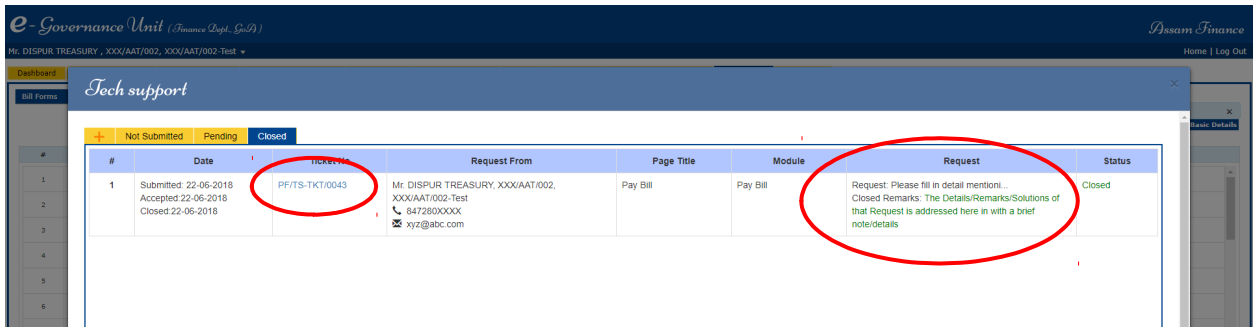 e - Governance Unit (Finance Dept., GoA)
Assam Finance
Mr. DISPUR TREASURY , XXX/AAT/002, XXX/AAT/002-Test
Home | Log Out
Dashboard
Bill Forms
Tech support
×
×
Basic Details
+ Not Submitted Pending Closed
# Date Ticket No Request From Page Title Module Request Status
1 Submitted: 22-06-2018 PF/TS-TKT/0043 Mr. DISPUR TREASURY, XXX/AAT/002, Pay Bill Pay Bill Request: Please fill in detail mentioni... Closed
Accepted:22-06-2018 XXX/AAT/002-Test Closed Remarks: The Details/Remarks/Solutions of
Closed:22-06-2018 847280XXXX that Request is addressed here in with a brief
xyz@abc.com note/details
#
1
2
3
4
5
6